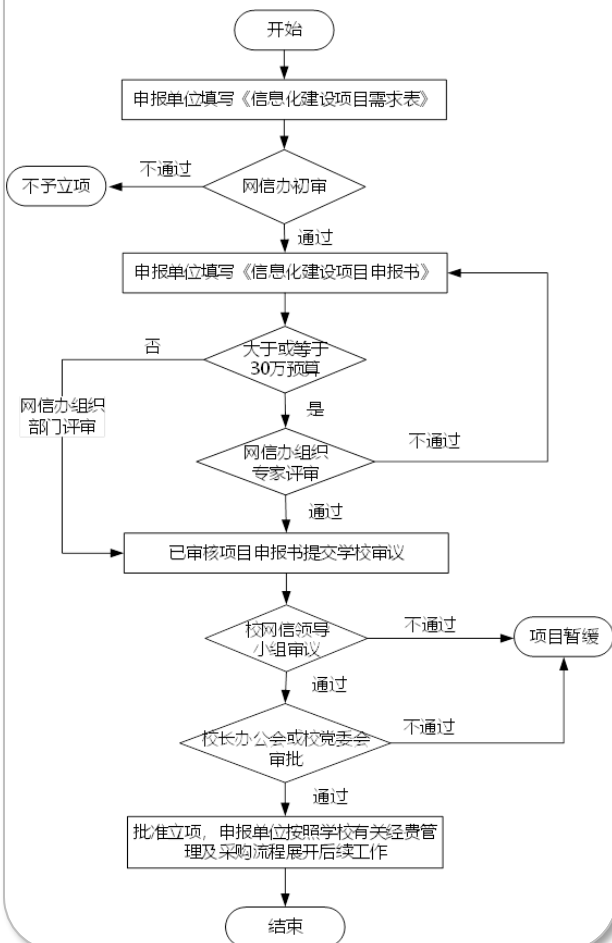 开始
申报单位填写《信息化建设项目需求表》
不通过
不予立项
网信办初审
通过
申报单位填写《信息化建设项目申报书》
否
大于或等于
30万预算
网信办组织
部门评审
是
不通过
网信办组织
专家评审
通过
已审核项目申报书提交学校审议
校网信领导
小组审议
不通过
项目暂缓
通过
校长办公会或校党委会
审批
不通过
通过
批准立项，申报单位按照学校有关经费管
理及采购流程展开后续工作
结束